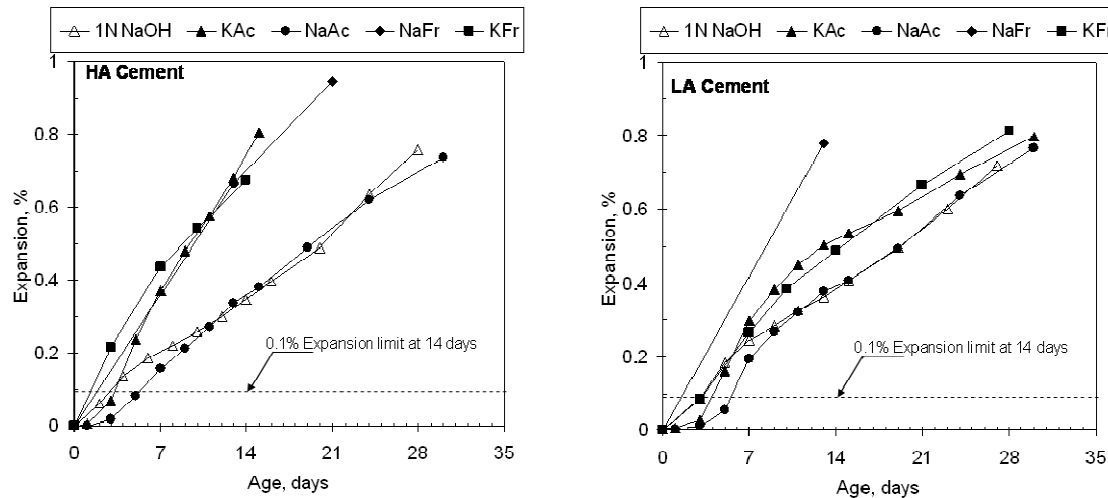 1N NaOH KAc NaAc NaFr KFr
HA Cement
Expansion, %
1
0.8
0.6
0.4
0.2
0
0.1% Expansion limit at 14 days
0 7 14 21 28 35
Age, days
1N NaOH KAc NaAc NaFr KFr
LA Cement
Expansion, %
1
0.8
0.6
0.4
0.2
0
0.1% Expansion limit at 14 days
0 7 14 21 28 35
Age, days